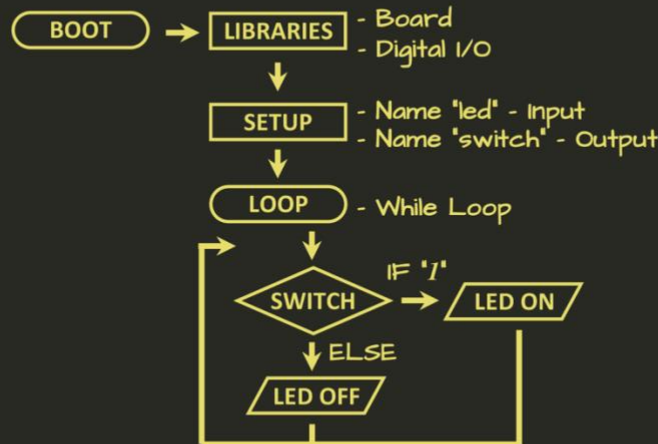 BOOT
LIBRARIES
- Board
- Digital I/O
SETUP
- Name "led" - Input
- Name "switch" - Output
LOOP
- While Loop
SWITCH
IF "1"
LED ON
ELSE
LED OFF